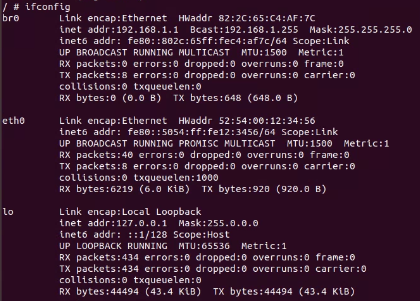 / # ifconfig
br0 Link encap:Ethernet HWaddr 82:2C:65:C4:AF:7C
inet addr:192.168.1.1 Bcast:192.168.1.255 Mask:255.255.255.0
inet6 addr: fe80::802c:65ff:fec4:af7c/64 Scope:Link
UP BROADCAST RUNNING MULTICAST MTU:1500 Metric:1
RX packets:0 errors:0 dropped:0 overruns:0 frame:0
TX packets:8 errors:0 dropped:0 overruns:0 carrier:0
collisions:0 txqueuelen:0
RX bytes:0 (0.0 B) TX bytes:648 (648.0 B)
eth0 Link encap:Ethernet HWaddr 52:54:00:12:34:56
inet6 addr: fe80::5054:ff:fe12:3456/64 Scope:Link
UP BROADCAST RUNNING PROMISC MULTICAST MTU:1500 Metric:1
RX packets:40 errors:0 dropped:0 overruns:0 frame:0
TX packets:8 errors:0 dropped:0 overruns:0 carrier:0
collisions:0 txqueuelen:1000
RX bytes:6219 (6.0 KiB) TX bytes:920 (920.0 B)
lo Link encap:Local Loopback
inet addr:127.0.0.1 Mask:255.0.0.0
inet6 addr: ::1/128 Scope:Host
UP LOOPBACK RUNNING MTU:65536 Metric:1
RX packets:434 errors:0 dropped:0 overruns:0 frame:0
TX packets:434 errors:0 dropped:0 overruns:0 carrier:0
collisions:0 txqueuelen:0
RX bytes:44494 (43.4 KiB) TX bytes:44494 (43.4 KiB)